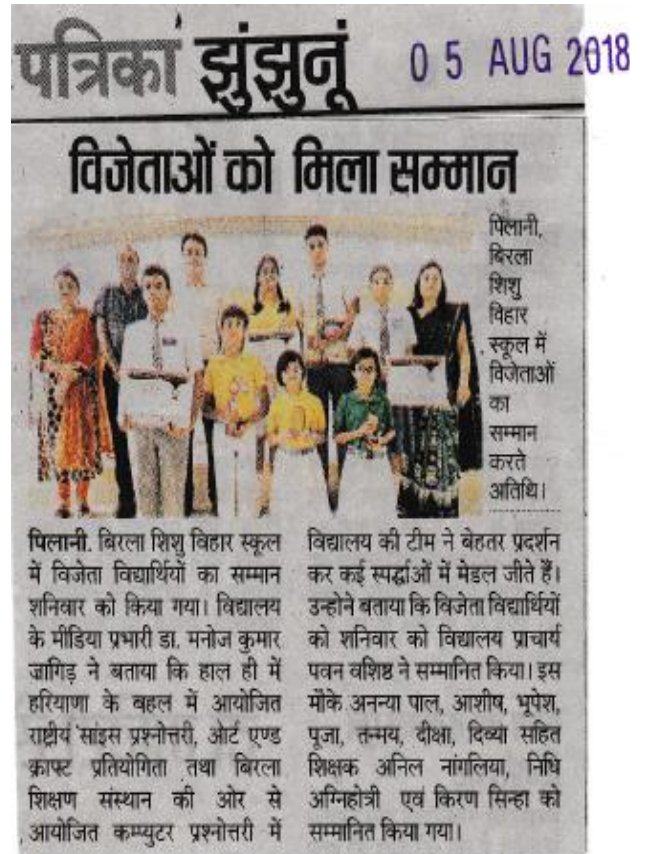 पत्रिका झुंझुनूं
05 AUG 2018
विजेताओं को मिला सम्मान
पिलानी.
बिरला
शिशु
विहार
स्कूल में
विजेताओं
का
सम्मान
करते
अतिथि।
पिलानी. बिरला शिशु विहार स्कूल
में विजेता विद्यार्थियों का सम्मान
शनिवार को किया गया। विद्यालय
के मीडिया प्रभारी डा. मनोज कुमार
जांगिड़ ने बताया कि हाल ही में
हरियाणा के बहल में आयोजित
राष्ट्रीय सांइस प्रश्नोत्तरी, ओर्ट एण्ड
क्राफ्ट प्रतियोगिता तथा बिरला
शिक्षण संस्थान की ओर से
आयोजित कम्प्युटर प्रश्नोत्तरी में
विद्यालय की टीम ने बेहतर प्रदर्शन
कर कई स्पर्द्धाओं में मेडल जीते हैं।
उन्होने बताया कि विजेता विद्यार्थियों
को शनिवार को विद्यालय प्राचार्य
पवन वशिष्ठ ने सम्मानित किया। इस
मौके अनन्या पाल, आशीष, भूपेश,
पूजा, तन्मय, दीक्षा, दिव्या सहित
शिक्षक अनिल नांगलिया, निधि
अग्निहोत्री एवं किरण सिन्हा को
सम्मानित किया गया।